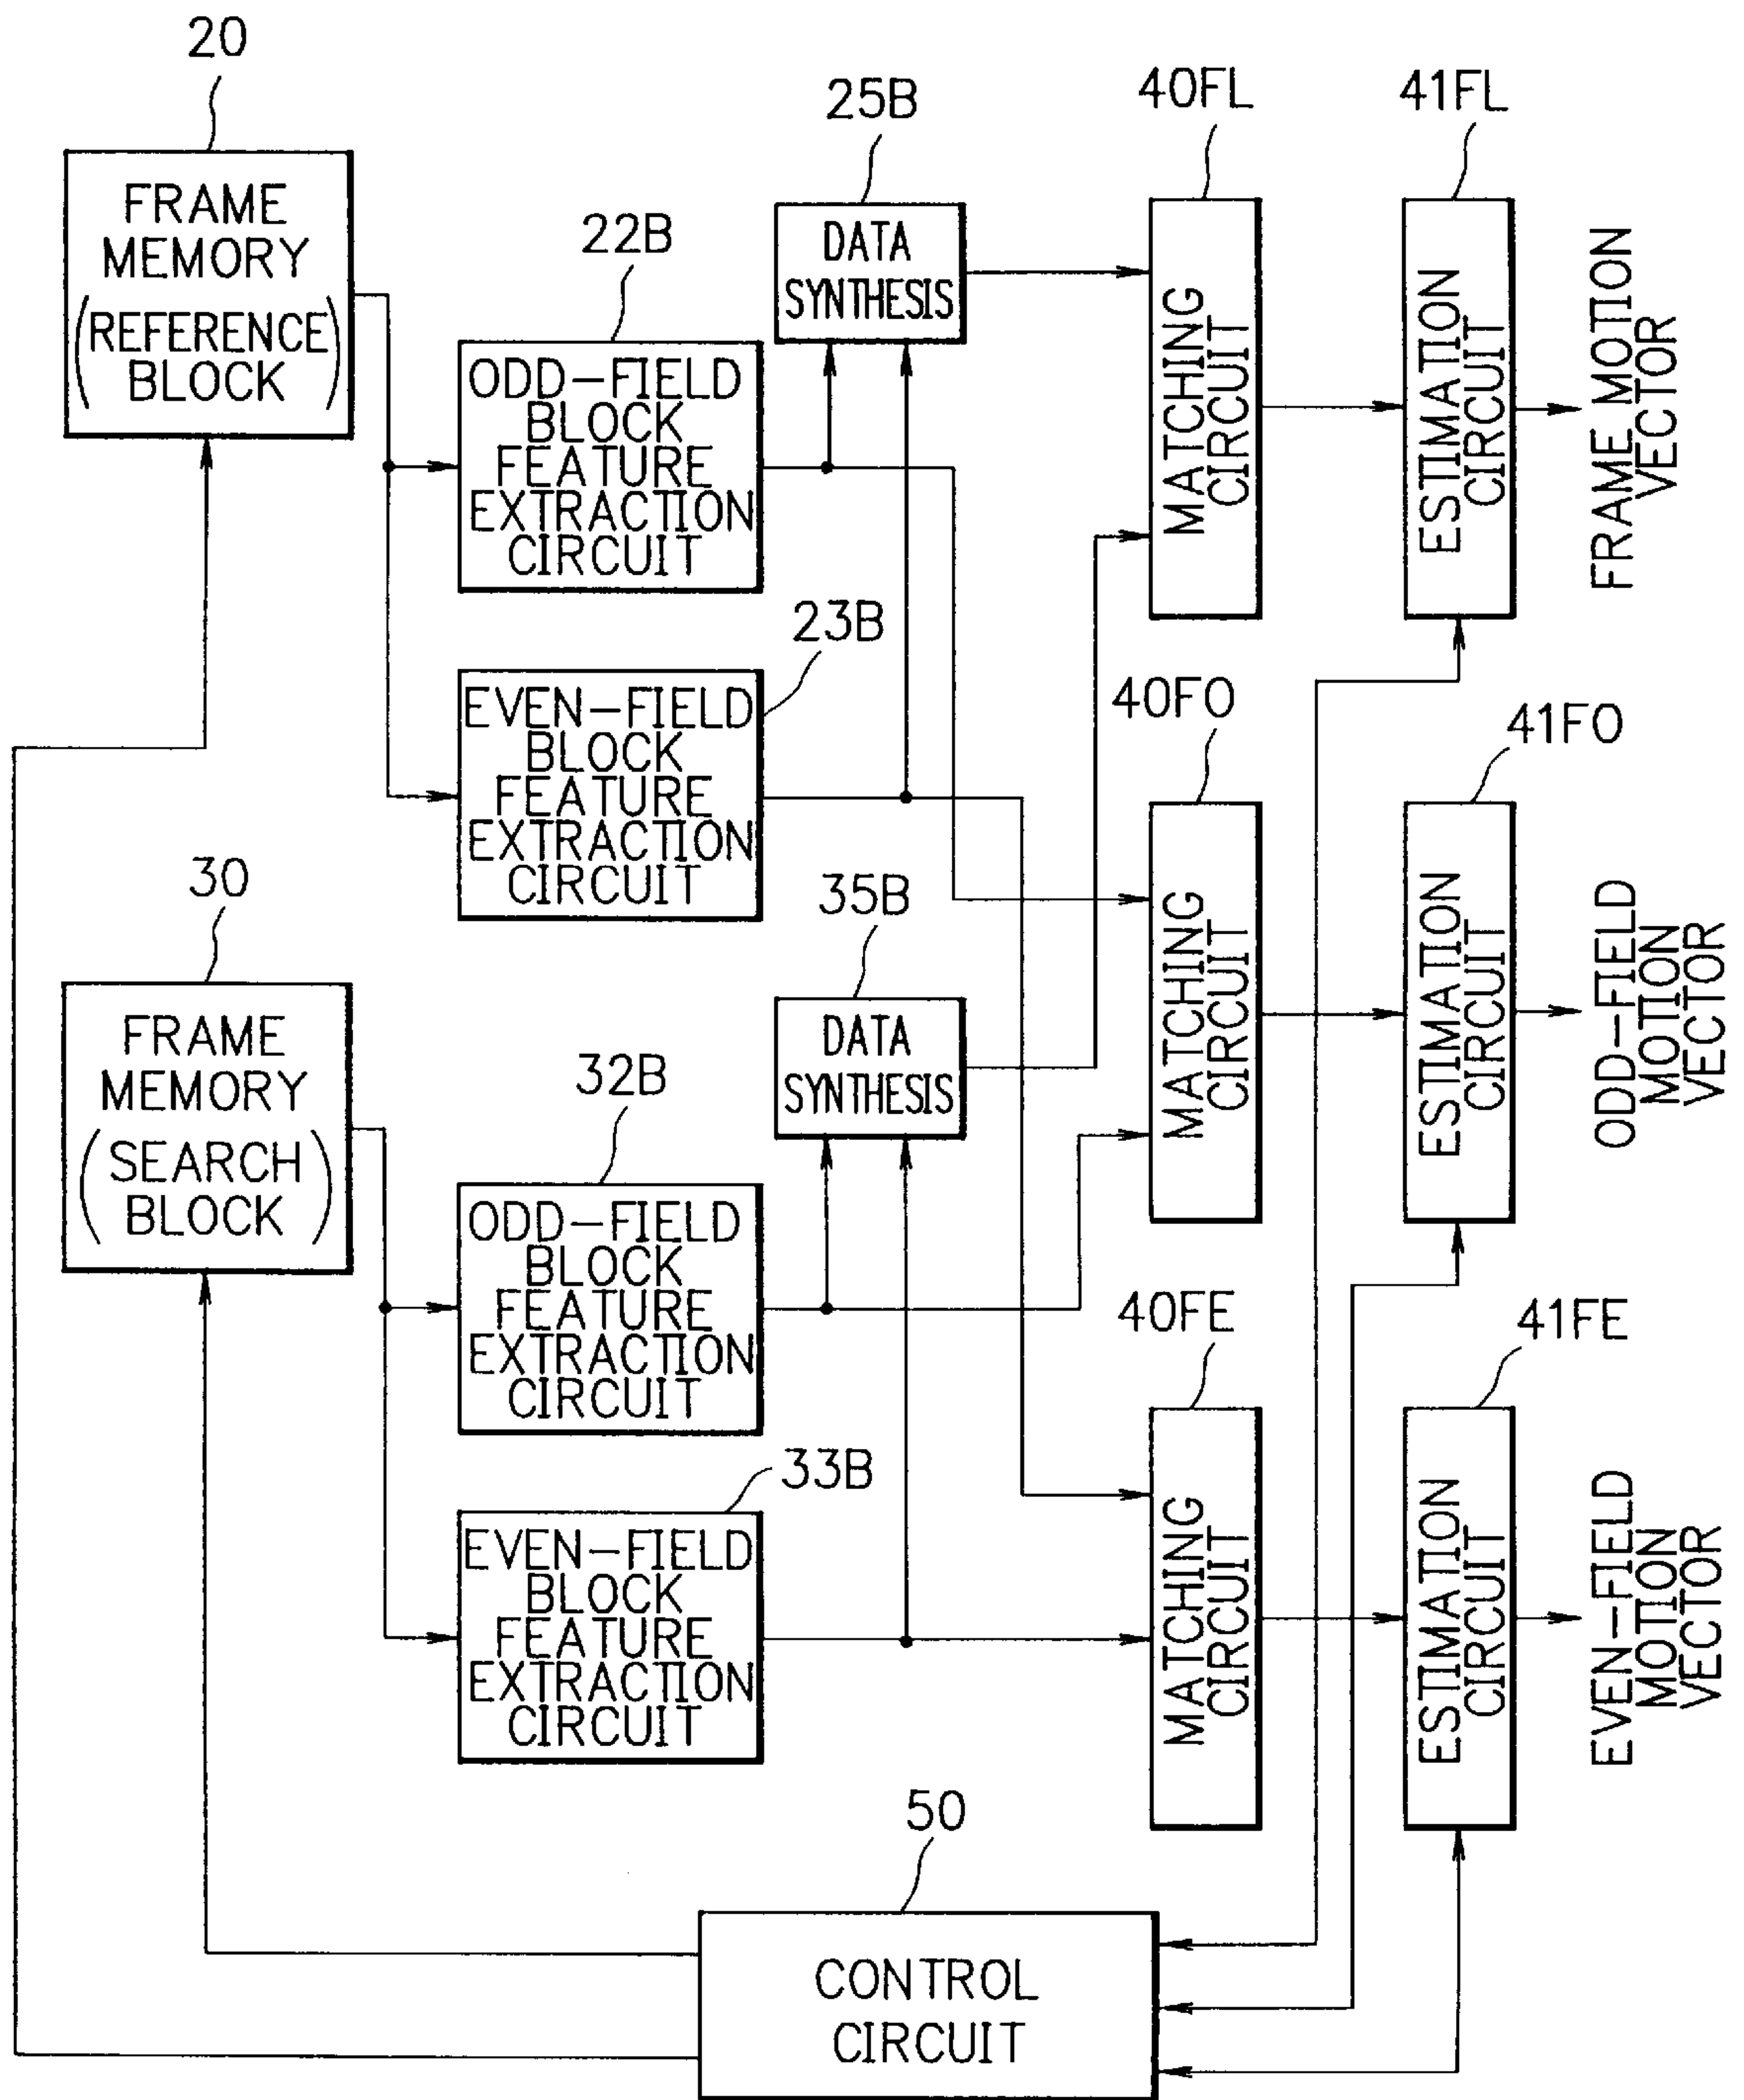 20
FRAME
MEMORY
(REFERENCE
BLOCK)
22B
ODD-FIELD
BLOCK
FEATURE
EXTRACTION
CIRCUIT
25B
DATA
SYNTHESIS
40FL
MATCHING
CIRCUIT
41FL
ESTIMATION
CIRCUIT
FRAME MOTION
VECTOR
23B
EVEN-FIELD
BLOCK
FEATURE
EXTRACTION
CIRCUIT
40FO
MATCHING
CIRCUIT
41FO
ESTIMATION
CIRCUIT
ODD-FIELD
MOTION
VECTOR
30
FRAME
MEMORY
(SEARCH
BLOCK)
35B
DATA
SYNTHESIS
32B
ODD-FIELD
BLOCK
FEATURE
EXTRACTION
CIRCUIT
40FE
MATCHING
CIRCUIT
41FE
ESTIMATION
CIRCUIT
EVEN-FIELD
MOTION
VECTOR
33B
EVEN-FIELD
BLOCK
FEATURE
EXTRACTION
CIRCUIT
50
CONTROL
CIRCUIT